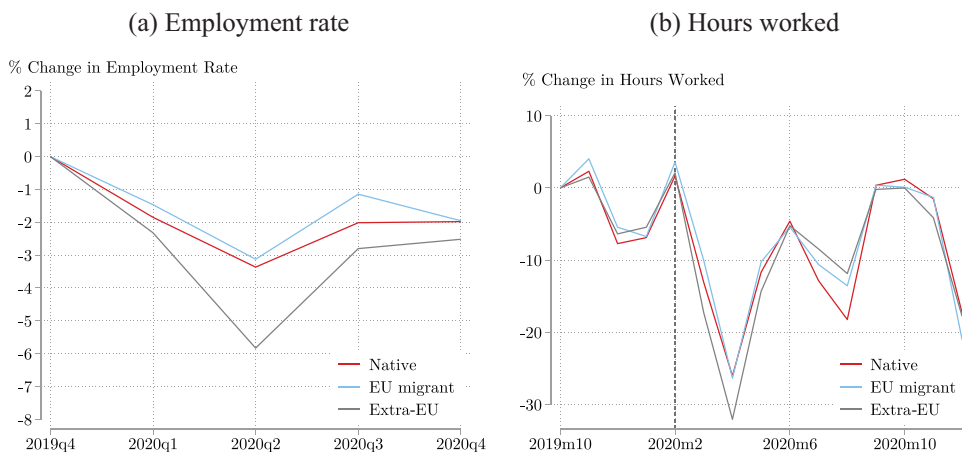 (a) Employment rate
% Change in Employment Rate
2
1
0
-1
-2
-3
-4
-5
-6
-7
-8
Native
EU migrant
Extra-EU
2019q4 2020q1 2020q2 2020q3 2020q4
(b) Hours worked
% Change in Hours Worked
10
0
-10
-20
-30
Native
EU migrant
Extra-EU
2019m10 2020m2 2020m6 2020m10